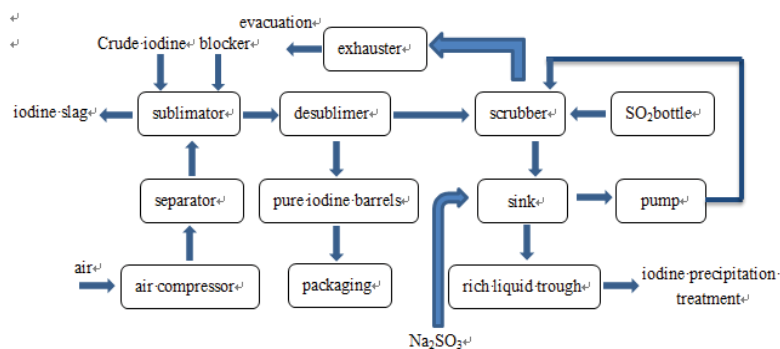 evacuation
exhauster
Crude iodine blocker
iodine slag
sublimator
desublimer
scrubber
SO₂bottle
separator
pure iodine barrels
sink
pump
air
air compressor
packaging
rich liquid trough
iodine precipitation
treatment
Na₂SO₃